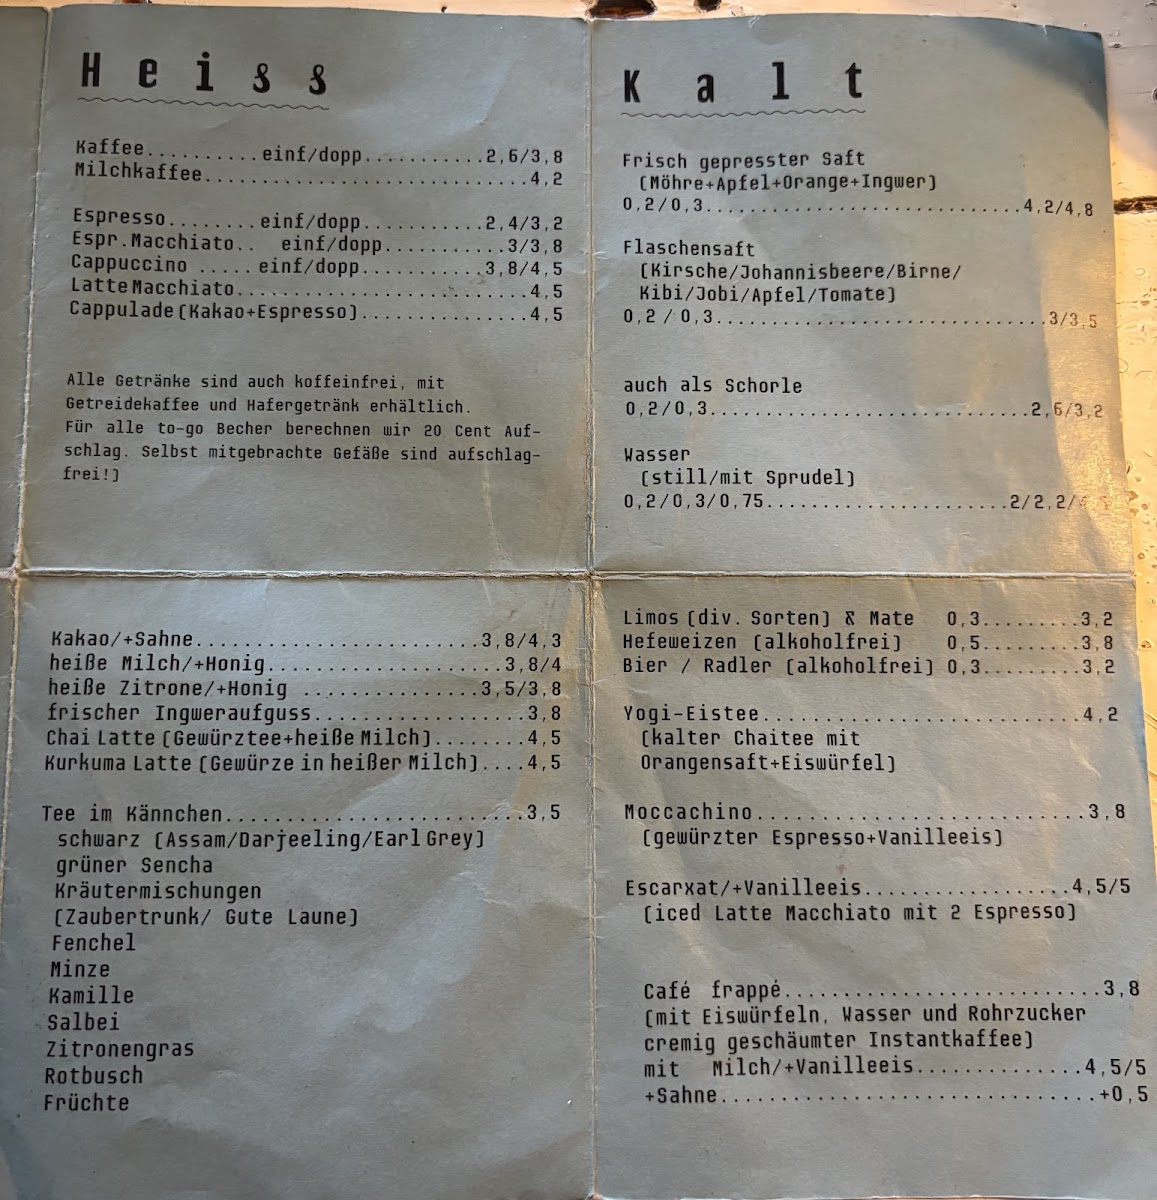 Heiss
Kaffee..........einf/dopp...........2,6/3,8
Milchkaffee.............................4,2
Espresso........einf/dopp...........2,4/3,2
Espr.Macchiato.. einf/dopp...........3/3,8
Cappuccino .....einf/dopp...........3,8/4,5
Latte Macchiato..........................4,5
Cappulade (Kakao+Espresso)...............4,5
Alle Getränke sind auch koffeinfrei, mit
Getreidekaffee und Hafergetränk erhältlich.
Für alle to-go Becher berechnen wir 20 Cent Auf-
schlag. Selbst mitgebrachte Gefäße sind aufschlag-
frei!)
Kakao/+Sahne.........................3,8/4,3
heiße Milch/+Honig.....................3,8/4
heiße Zitrone/+Honig ................3,5/3,8
frischer Ingweraufguss...................3,8
Chai Latte (Gewürztee+heiße Milch)........4,5
Kurkuma Latte (Gewürze in heißer Milch)....4,5
Tee im Kännchen..........................3,5
schwarz (Assam/Darjeeling/Earl Grey)
grüner Sencha
Kräutermischungen
(Zaubertrunk/ Gute Laune)
Fenchel
Minze
Kamille
Salbei
Zitronengras
Rotbusch
Früchte
Kalt
Frisch gepresster Saft
(Möhre+Apfel+Orange+Ingwer)
0,2/0,3............................4,2/4,8
Flaschensaft
(Kirsche/Johannisbeere/Birne/
Kibi/Jobi/Apfel/Tomate)
0,2 / 0,3.............................3/3,5
auch als Schorle
0,2/0,3............................2,6/3,2
Wasser
(still/mit Sprudel)
0,2/0,3/0,75......................2/2,2/
Limos (div. Sorten) & Mate 0,3.........3,2
Hefeweizen (alkoholfrei) 0,5.........3,8
Bier / Radler (alkoholfrei) 0,3.........3,2
Yogi-Eistee............................4,2
(kalter Chaitee mit
Orangensaft+Eiswürfel)
Moccachino.............................3,8
(gewürzter Espresso+Vanilleeis)
Escarxat/+Vanilleeis..................4,5/5
(iced Latte Macchiato mit 2 Espresso)
Café frappé............................3,8
(mit Eiswürfeln, Wasser und Rohrzucker
cremig geschäumter Instantkaffee)
mit Milch/+Vanilleeis..............4,5/5
+Sahne................................+0,5